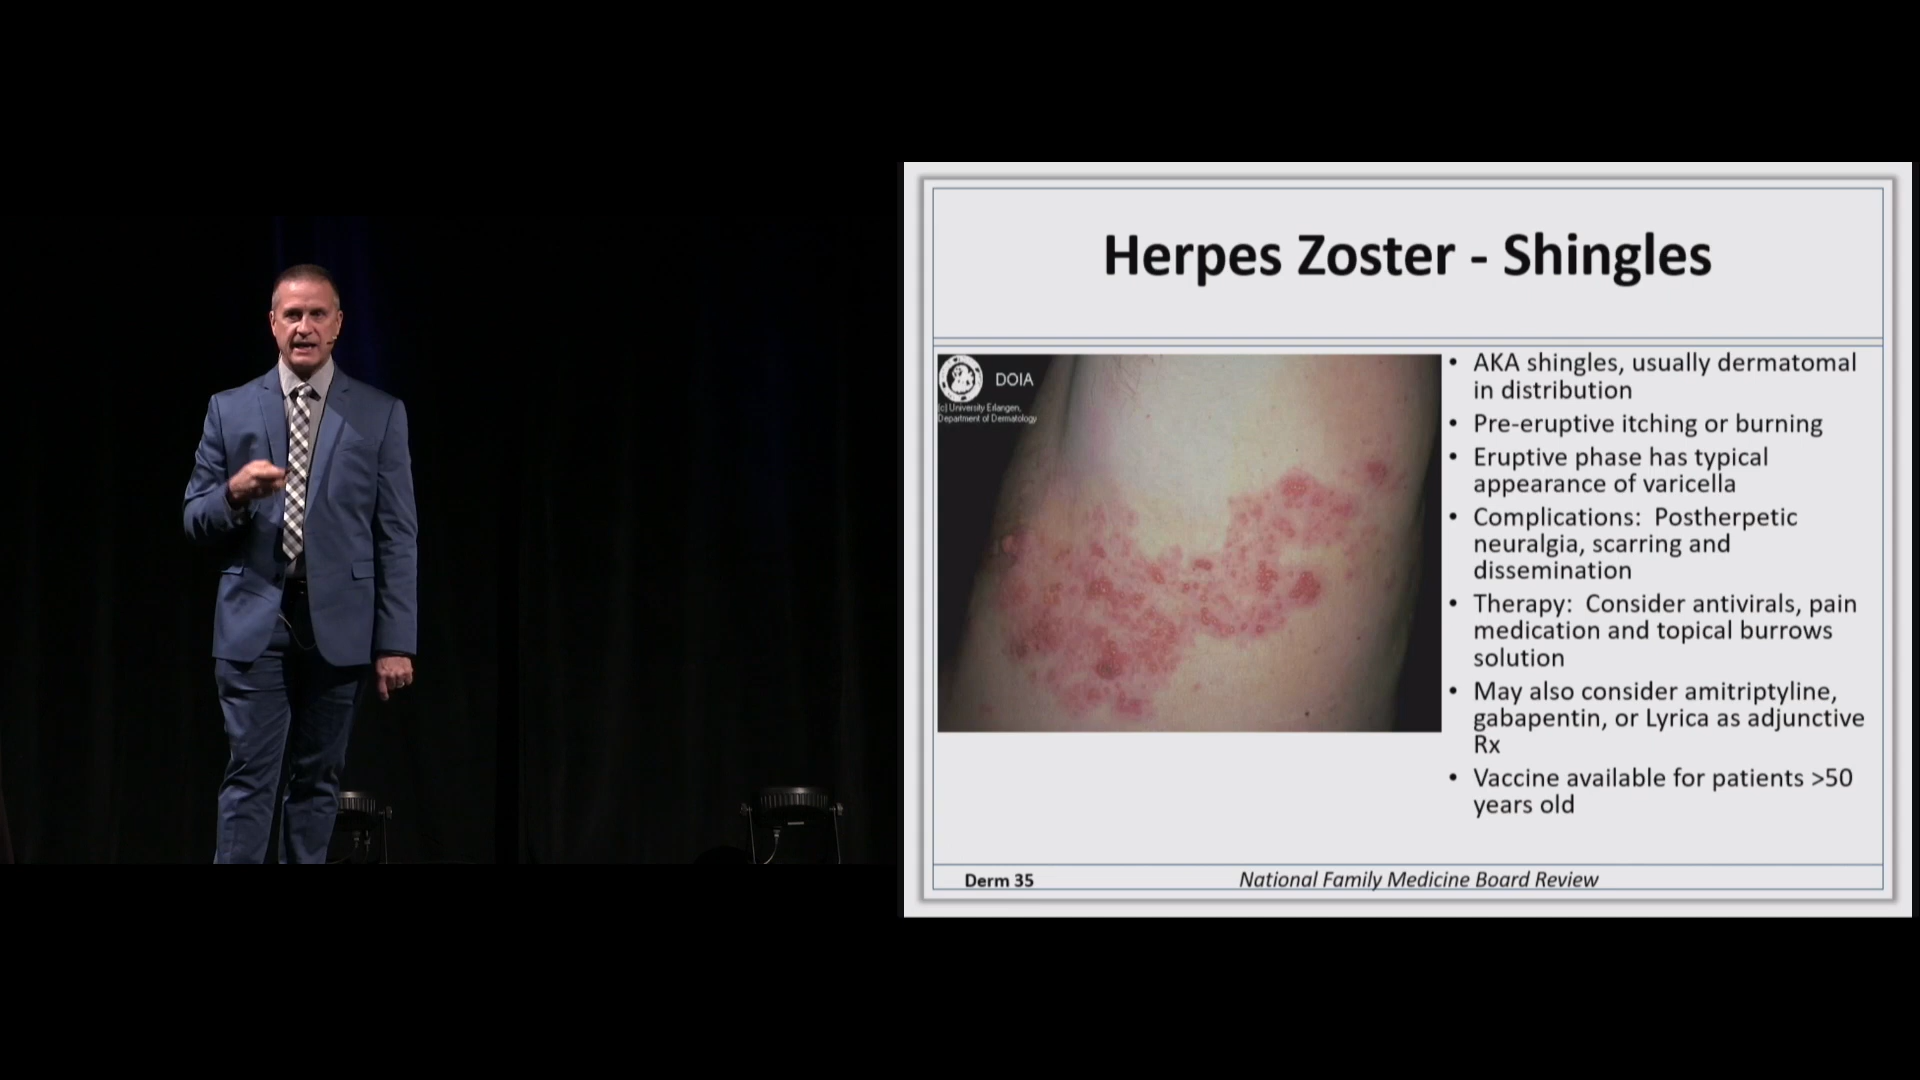 Herpes Zoster - Shingles
DOIA
(c) University Erlangen,
Department of Dermatology
• AKA shingles, usually dermatomal
in distribution
• Pre-eruptive itching or burning
• Eruptive phase has typical
appearance of varicella
• Complications: Postherpetic
neuralgia, scarring and
dissemination
• Therapy: Consider antivirals, pain
medication and topical burrows
solution
• May also consider amitriptyline,
gabapentin, or Lyrica as adjunctive
Rx
• Vaccine available for patients >50
years old
Derm 35
National Family Medicine Board Review